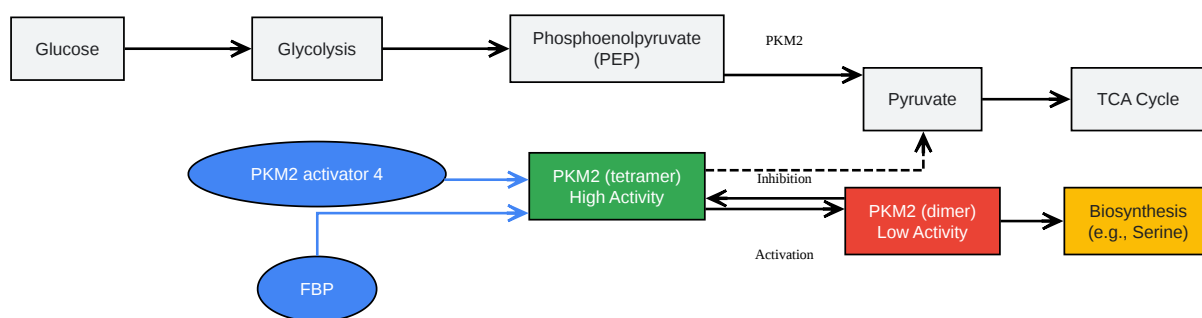 Glucose
Glycolysis
Phosphoenolpyruvate
(PEP)
PKM2
Pyruvate
TCA Cycle
PKM2 activator 4
PKM2 (tetramer)
High Activity
Inhibition
PKM2 (dimer)
Low Activity
Biosynthesis
(e.g., Serine)
Activation
FBP